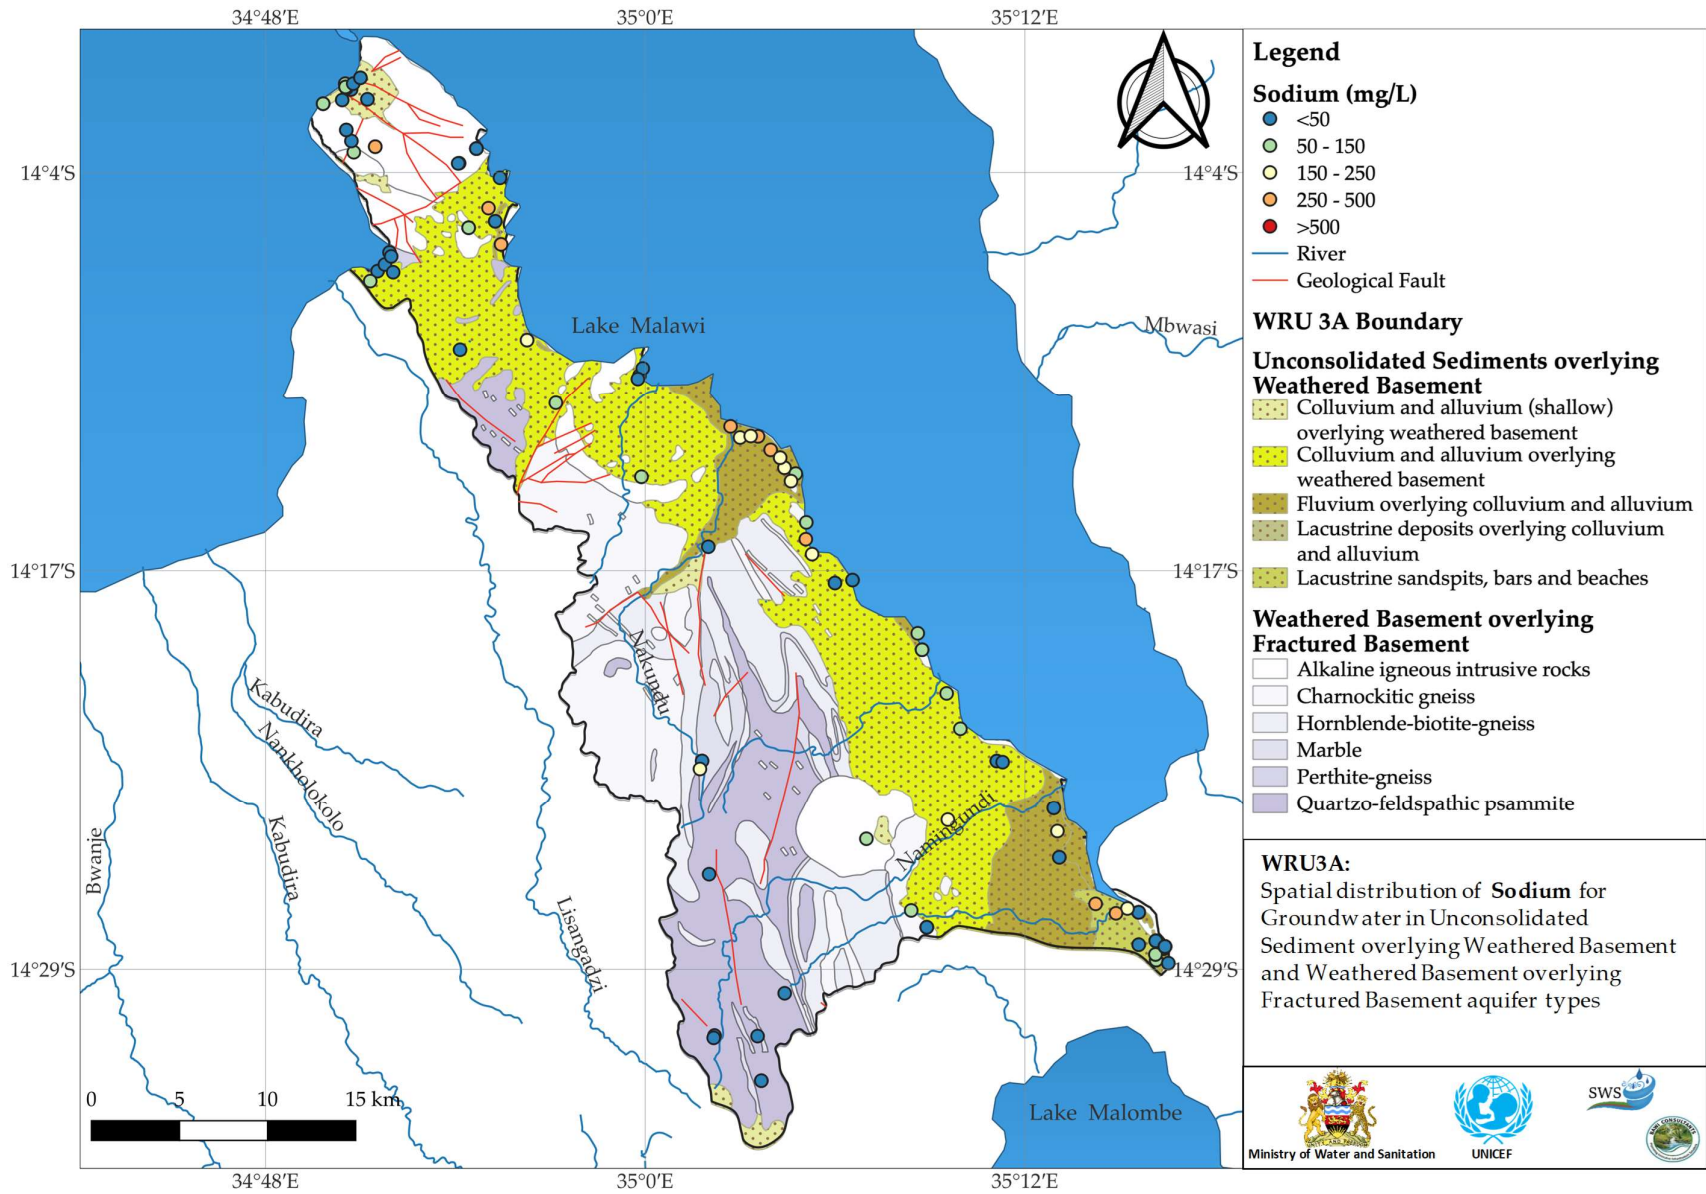 34°48′E
35°0′E
35°12′E
14°4′S
14°4′S
14°17′S
14°17′S
14°29′S
14°29′S
34°48′E
35°0′E
35°12′E
Lake Malawi
Mbwasi
Nakundu
Kabudira
Nankholokolo
Kabudira
Bwanje
Lisangadzi
Namingundi
Lake Malombe
0 5 10 15 km
Legend
Sodium (mg/L)
<50
50 - 150
150 - 250
250 - 500
>500
River
Geological Fault
WRU 3A Boundary
Unconsolidated Sediments overlying
Weathered Basement
Colluvium and alluvium (shallow)
overlying weathered basement
Colluvium and alluvium overlying
weathered basement
Fluvium overlying colluvium and alluvium
Lacustrine deposits overlying colluvium
and alluvium
Lacustrine sandspits, bars and beaches
Weathered Basement overlying
Fractured Basement
Alkaline igneous intrusive rocks
Charnockitic gneiss
Hornblende-biotite-gneiss
Marble
Perthite-gneiss
Quartzo-feldspathic psammite
WRU3A:
Spatial distribution of Sodium for
Groundwater in Unconsolidated
Sediment overlying Weathered Basement
and Weathered Basement overlying
Fractured Basement aquifer types
Ministry of Water and Sanitation
UNICEF
SWS